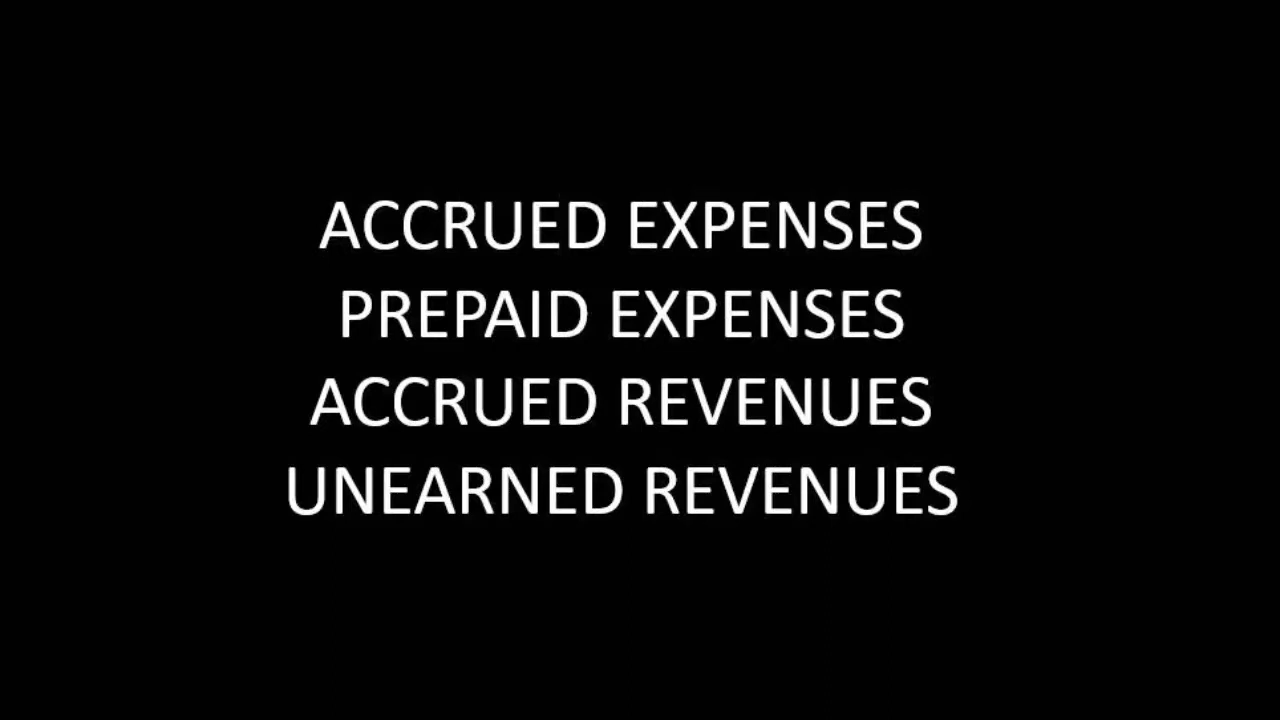 ACCRUED EXPENSES
PREPAID EXPENSES
ACCRUED REVENUES
UNEARNED REVENUES